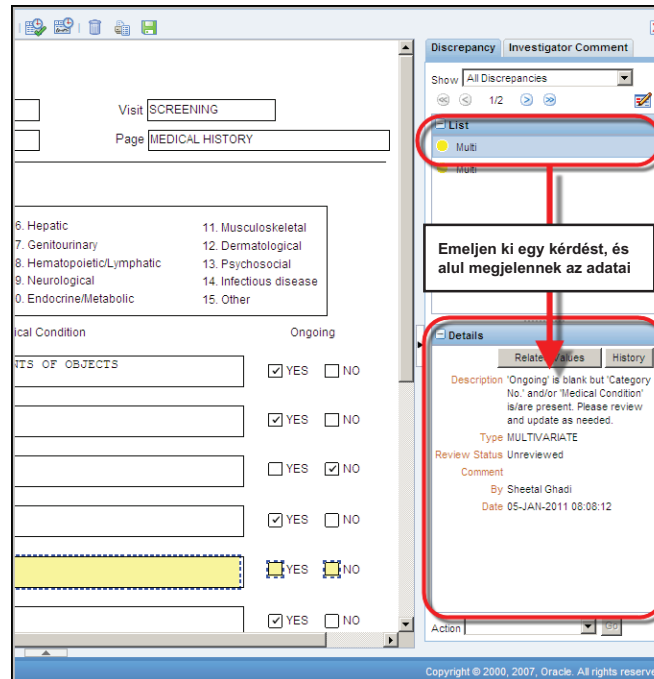 Discrepancy Investigator Comment
Show All Discrepancies
1/2
Visit SCREENING
Page MEDICAL HISTORY
List
Multi
Multi
6. Hepatic 11. Musculoskeletal
7. Genitourinary 12. Dermatological
8. Hematopoietic/Lymphatic 13. Psychosocial
9. Neurological 14. Infectious disease
0. Endocrine/Metabolic 15. Other
Emeljen ki egy kérdést, és
alul megjelennek az adatai
ical Condition Ongoing
NTS OF OBJECTS
YES NO
YES NO
YES NO
YES NO
YES NO
YES NO
Details
Related Values History
Description 'Ongoing' is blank but 'Category
No.' and/or 'Medical Condition'
is/are present. Please review
and update as needed.
Type MULTIVARIATE
Review Status Unreviewed
Comment
By Sheetal Ghadi
Date 05-JAN-2011 08:08:12
Action Go
Copyright © 2000, 2007, Oracle. All rights reserve